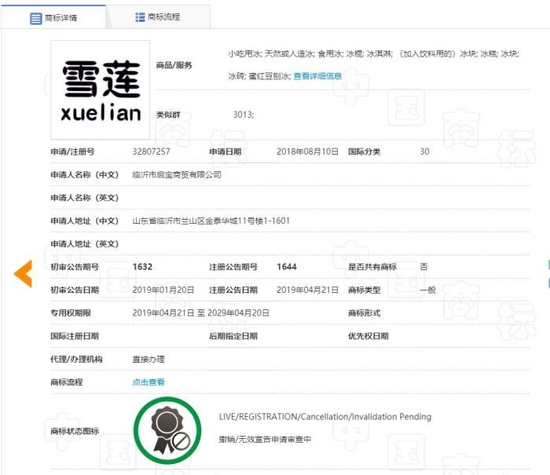 商标详情 商标流程
雪莲
xuelian
商品/服务 小吃用冰; 天然或人造冰; 食用冰; 冰棍; 冰淇淋; (加入饮料用的) 冰块; 冰糕; 冰块;
冰砖; 蜜红豆刨冰; 查看详细信息
类似群 3013;
申请/注册号 32807257 申请日期 2018年08月10日 国际分类 30
申请人名称（中文） 临沂市启宝商贸有限公司
申请人名称（英文）
申请人地址（中文） 山东省临沂市兰山区金泰华城11号楼1-1601
申请人地址（英文）
初审公告期号 1632 注册公告期号 1644 是否共有商标 否
初审公告日期 2019年01月20日 注册公告日期 2019年04月21日 商标类型 一般
专用权期限 2019年04月21日 至 2029年04月20日 商标形式
国际注册日期 后期指定日期 优先权日期
代理/办理机构 直接办理
商标流程 点击查看
商标状态图标 LIVE/REGISTRATION/Cancellation/Invalidation Pending
撤销/无效宣告申请审查中
中国商标